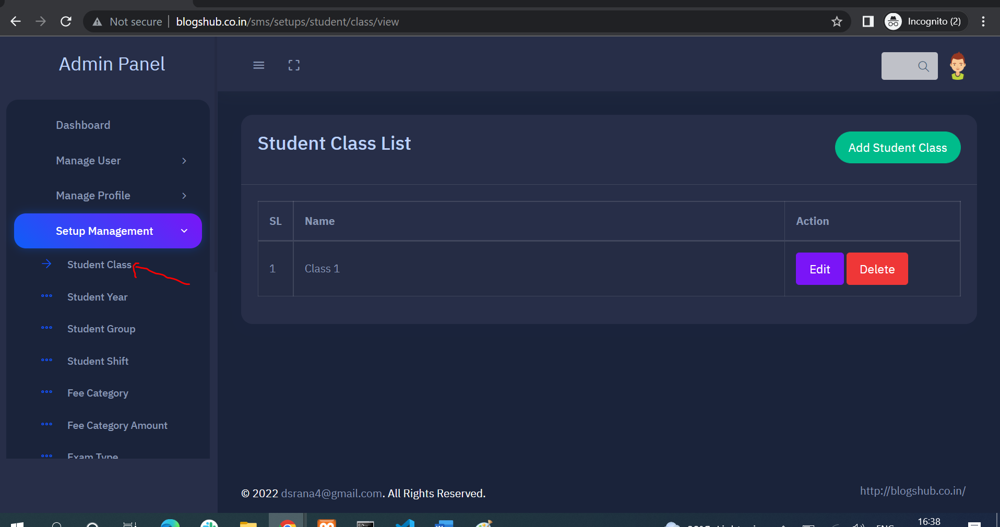 Not secure | blogshub.co.in/sms/setups/student/class/view
Incognito (2)
Admin Panel
Dashboard
Manage User
Manage Profile
Setup Management
Student Class
Student Year
Student Group
Student Shift
Fee Category
Fee Category Amount
Exam Type
Student Class List
Add Student Class
SL Name Action
1 Class 1 Edit Delete
© 2022 dsrana4@gmail.com. All Rights Reserved.
http://blogshub.co.in/
16:38